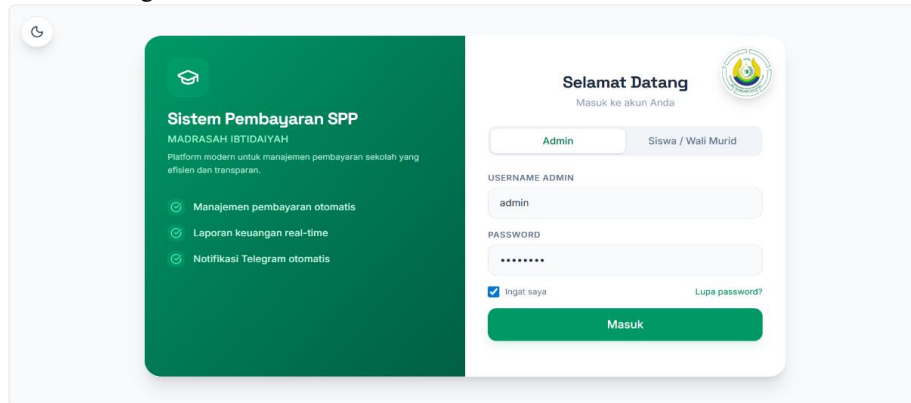 Sistem Pembayaran SPP
MADRASAH IBTIDAIYAH
Platform modern untuk manajemen pembayaran sekolah yang
efisien dan transparan.
Manajemen pembayaran otomatis
Laporan keuangan real-time
Notifikasi Telegram otomatis
Selamat Datang
Masuk ke akun Anda
Admin
Siswa / Wali Murid
USERNAME ADMIN
admin
PASSWORD
••••••••
Ingat saya
Lupa password?
Masuk